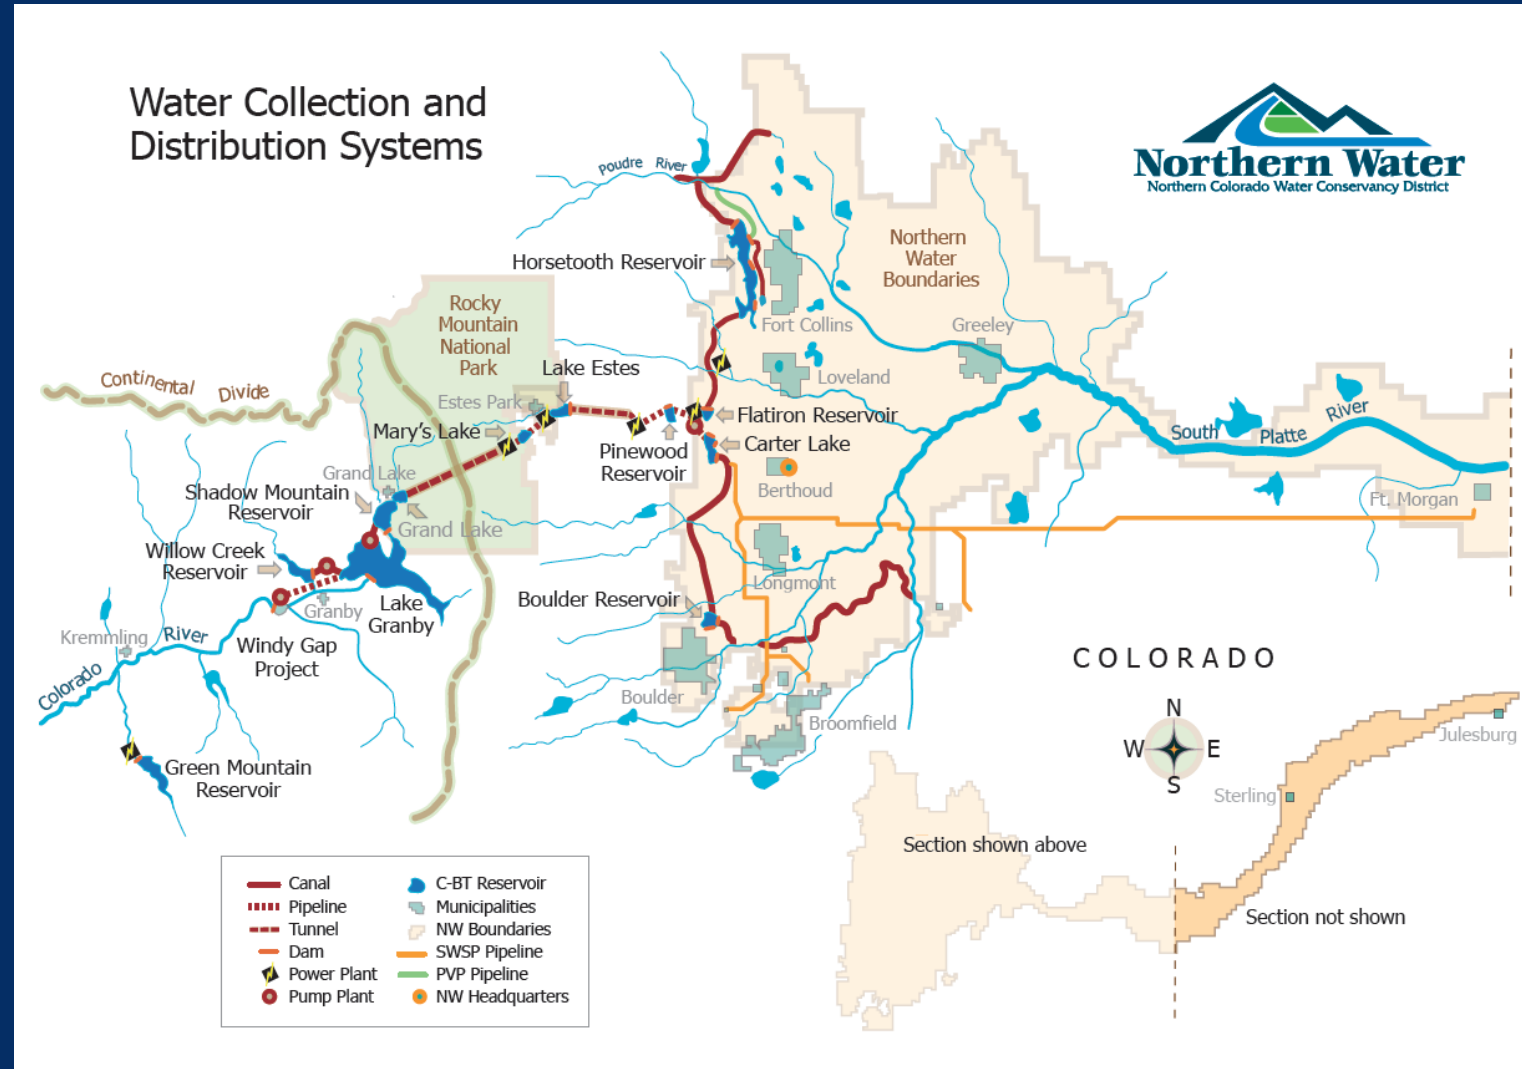 Water Collection and
Distribution Systems
Northern Water
Northern Colorado Water Conservancy District
Poudre River
Northern
Water
Boundaries
Horsetooth Reservoir
Rocky
Mountain
National
Park
Fort Collins
Greeley
Lake Estes
Continental Divide
Loveland
Estes Park
Mary's Lake
Flatiron Reservoir
Carter Lake
South Platte River
Pinewood
Reservoir
Grand Lake
Shadow Mountain
Reservoir
Grand Lake
Berthoud
Ft. Morgan
Willow Creek
Reservoir
Longmont
Boulder Reservoir
Granby
Lake
Granby
Kremmling
Colorado River
Windy Gap
Project
COLORADO
Boulder
Broomfield
N
W E
S
Green Mountain
Reservoir
Julesburg
Sterling
Section shown above
Section not shown
Canal
Pipeline
Tunnel
Dam
Power Plant
Pump Plant
C-BT Reservoir
Municipalities
NW Boundaries
SWSP Pipeline
PVP Pipeline
NW Headquarters